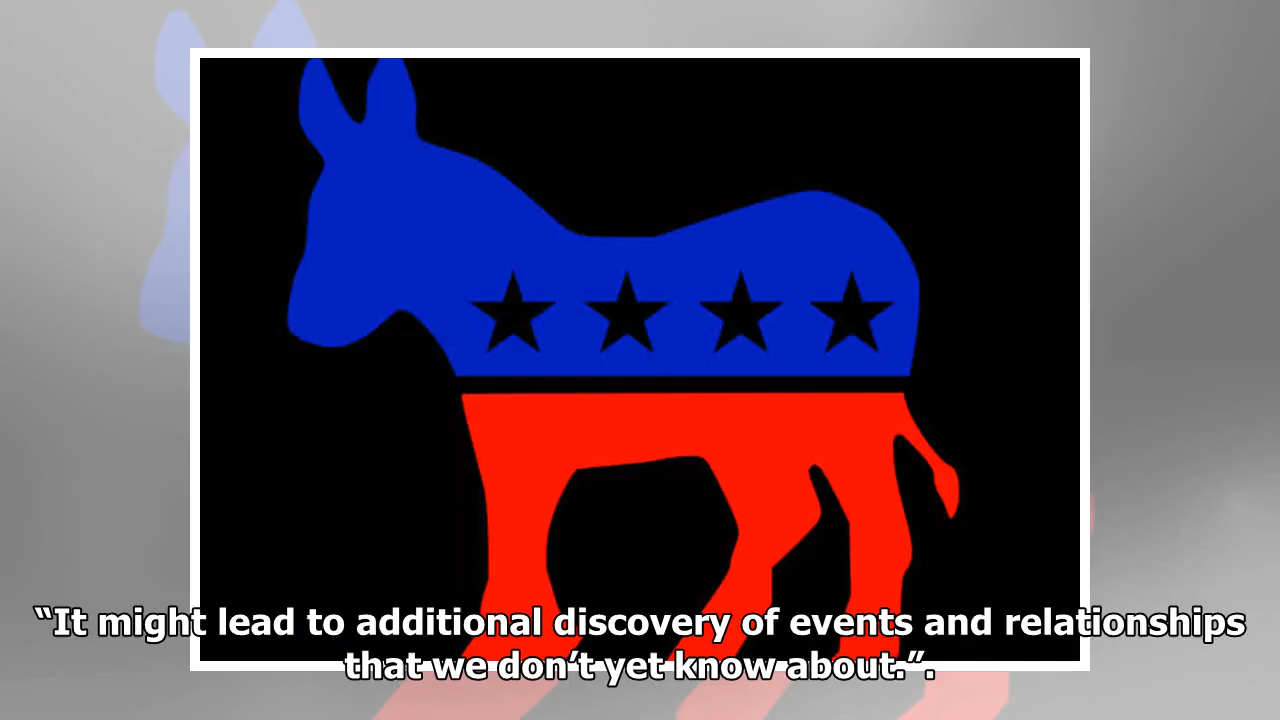 “It might lead to additional discovery of events and relationships
that we don’t yet know about.”.